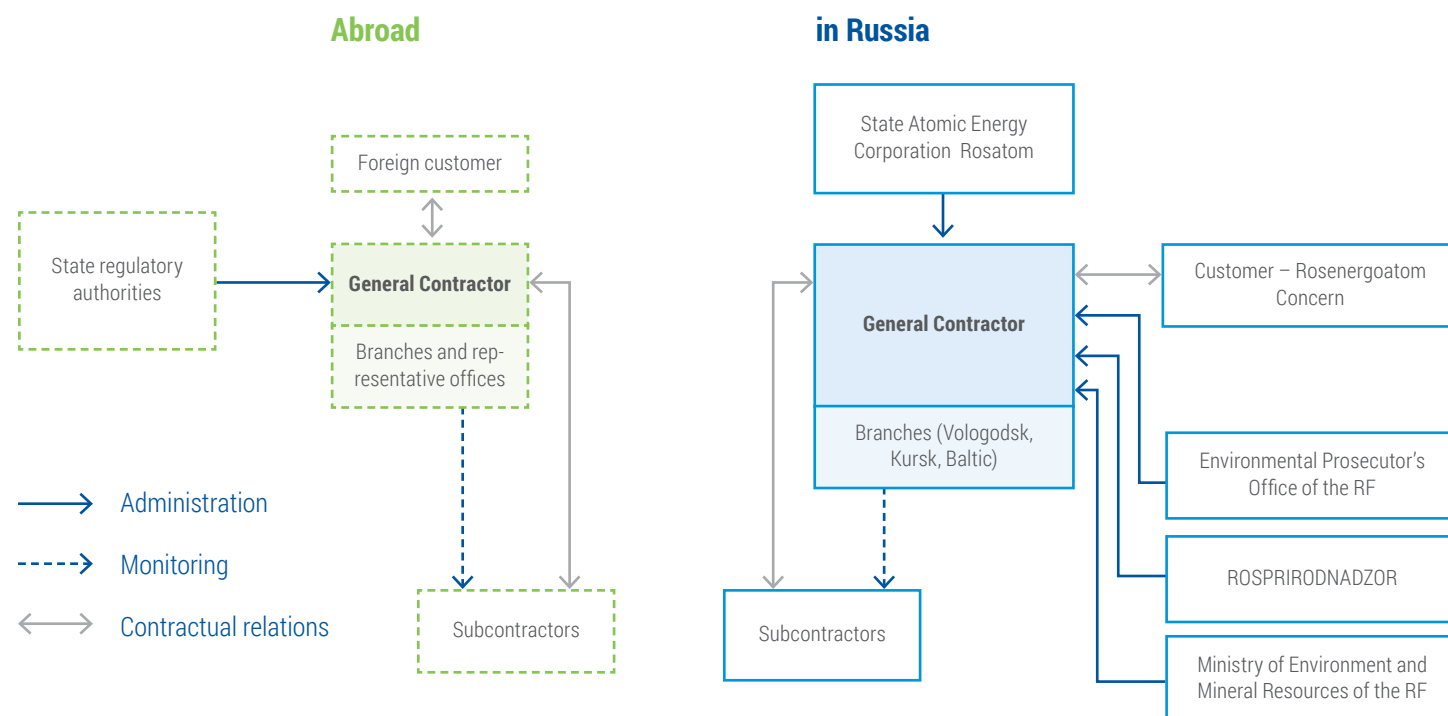 Abroad
Foreign customer
State regulatory
authorities
General Contractor
Branches and rep-
resentative offices
Administration
Monitoring
Contractual relations
Subcontractors
in Russia
State Atomic Energy
Corporation Rosatom
General Contractor
Customer – Rosenergoatom
Concern
Branches (Vologodsk,
Kursk, Baltic)
Environmental Prosecutor's
Office of the RF
ROSPRIRODNADZOR
Subcontractors
Ministry of Environment and
Mineral Resources of the RF